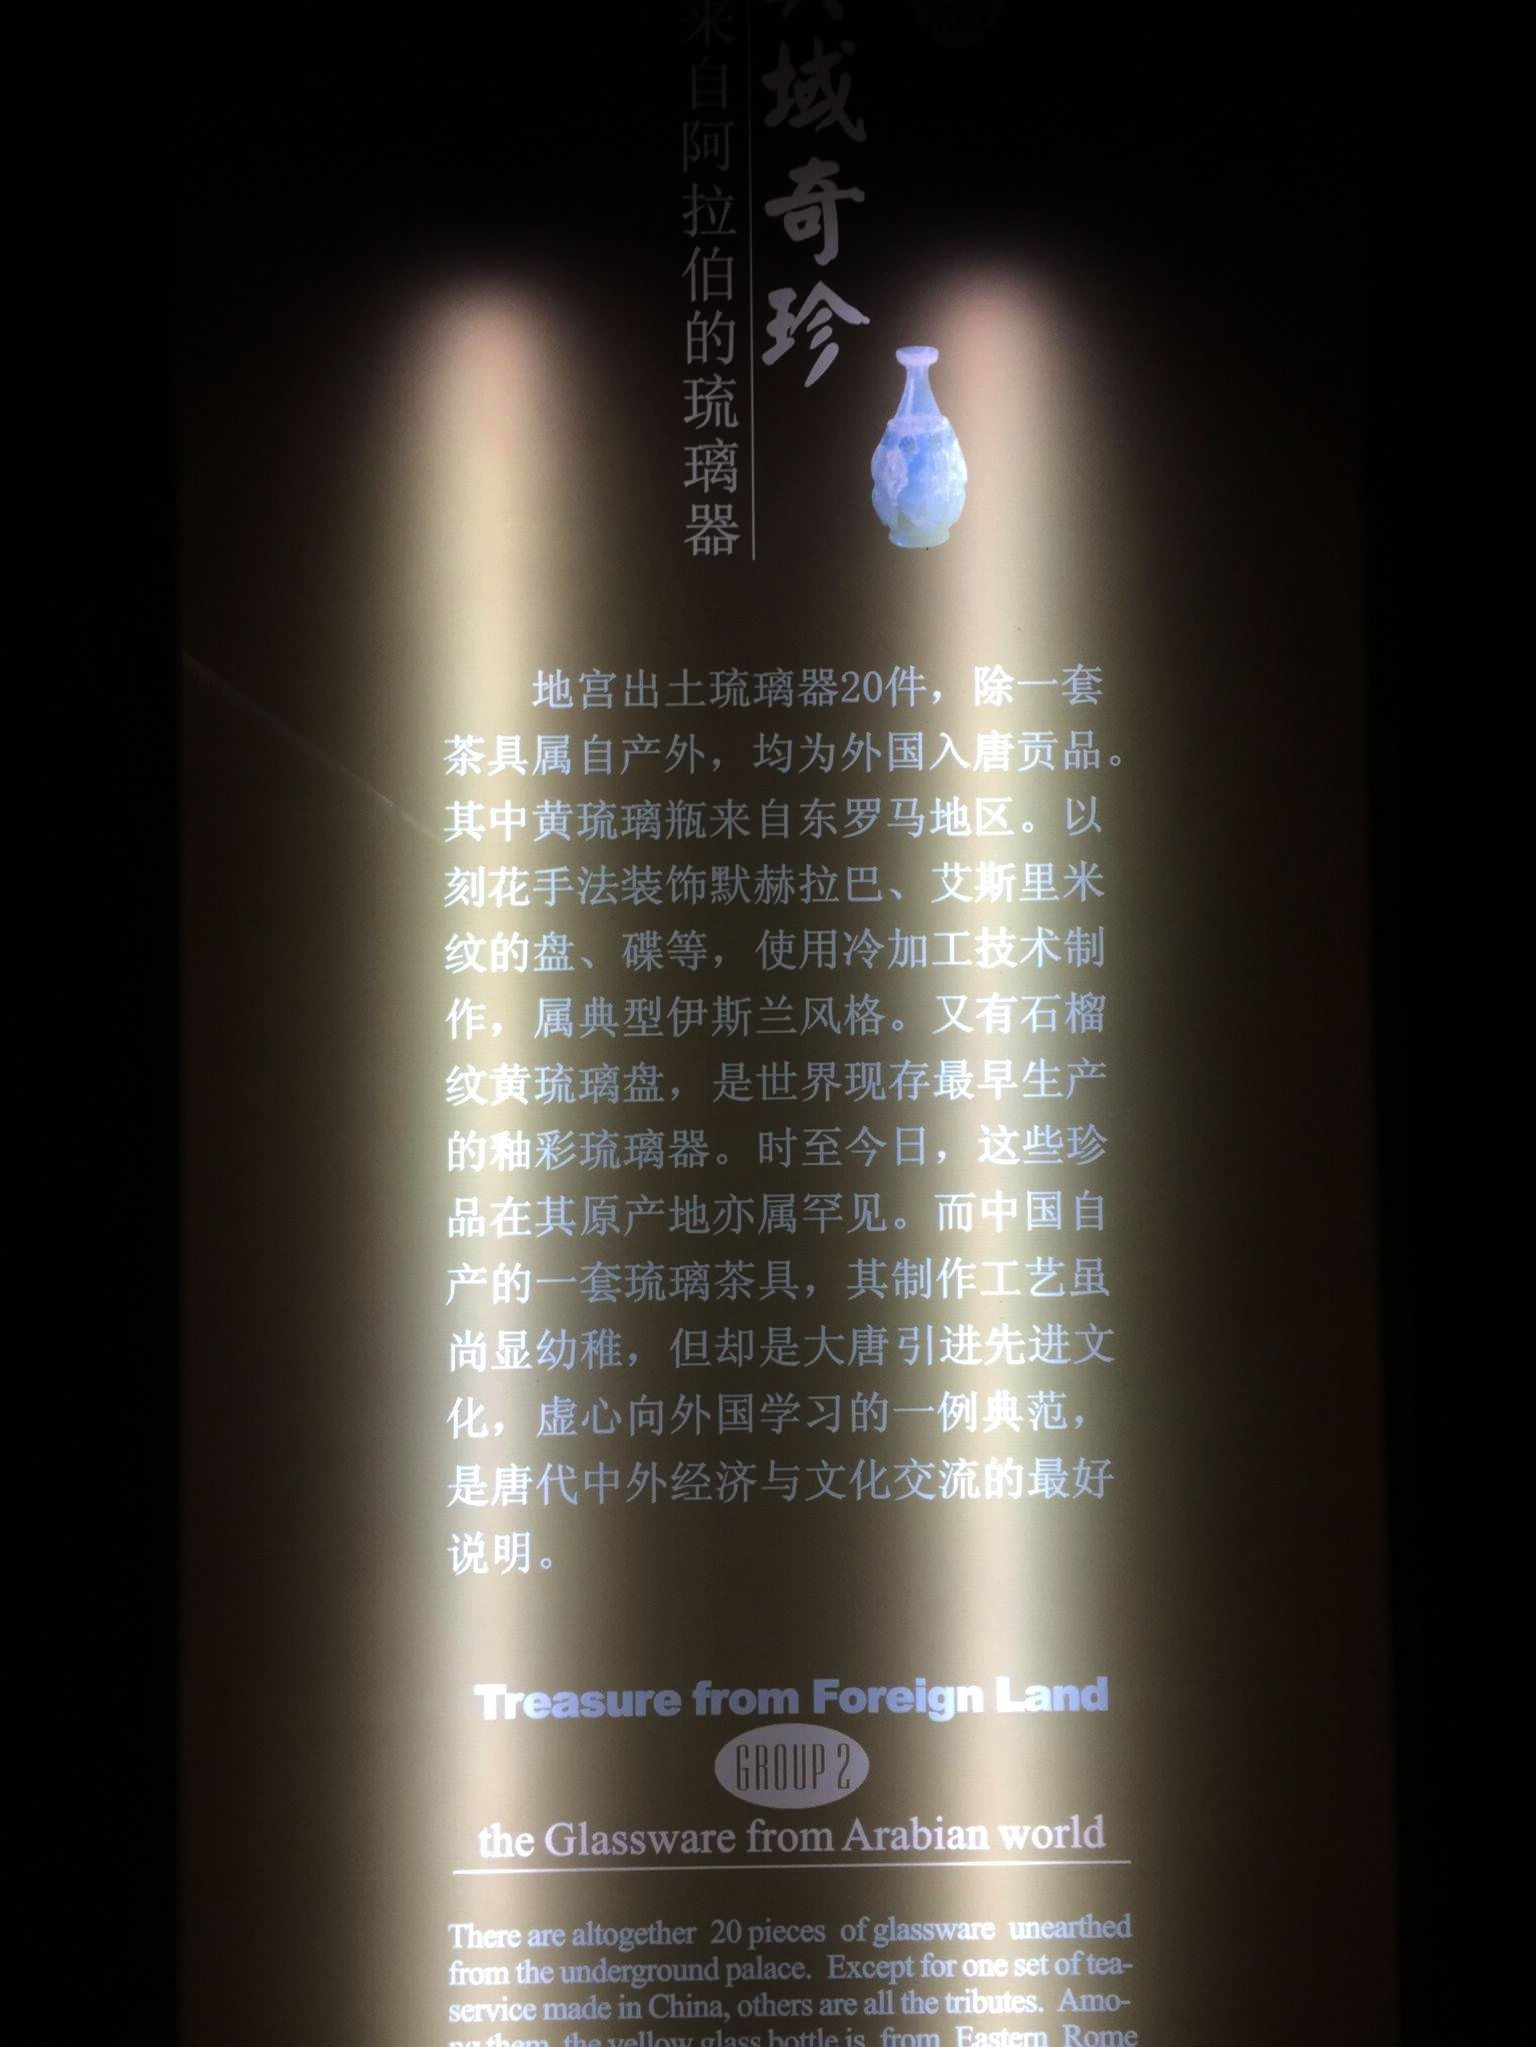 域奇珍
来自阿拉伯的琉璃器
地宫出土琉璃器20件，除一套
茶具属自产外，均为外国入唐贡品。
其中黄琉璃瓶来自东罗马地区。以
刻花手法装饰默赫拉巴、艾斯里米
纹的盘、碟等，使用冷加工技术制
作，属典型伊斯兰风格。又有石榴
纹黄琉璃盘，是世界现存最早生产
的釉彩琉璃器。时至今日，这些珍
品在其原产地亦属罕见。而中国自
产的一套琉璃茶具，其制作工艺虽
尚显幼稚，但却是大唐引进先进文
化，虚心向外国学习的一例典范，
是唐代中外经济与文化交流的最好
说明。
Treasure from Foreign Land
GROUP 2
the Glassware from Arabian world
There are altogether 20 pieces of glassware unearthed
from the underground palace. Except for one set of tea-
service made in China, others are all the tributes. Amo-
ng them, the yellow glass bottle is from Eastern Rome